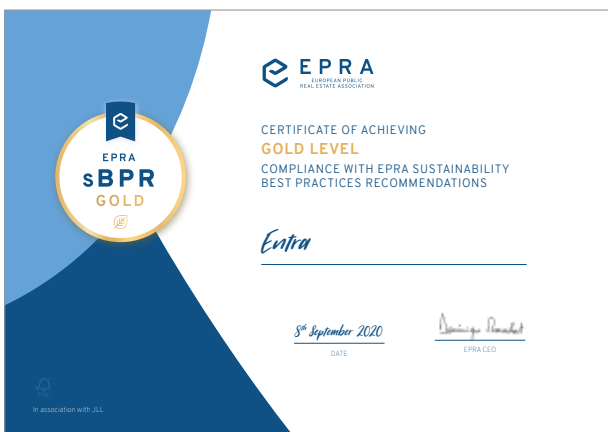 EPRA
EUROPEAN PUBLIC
REAL ESTATE ASSOCIATION
CERTIFICATE OF ACHIEVING
GOLD LEVEL
COMPLIANCE WITH EPRA SUSTAINABILITY
BEST PRACTICES RECOMMENDATIONS
EPRA
sBPR
GOLD
Entra
8th September 2020
DATE
EPRA CEO
In association with JLL